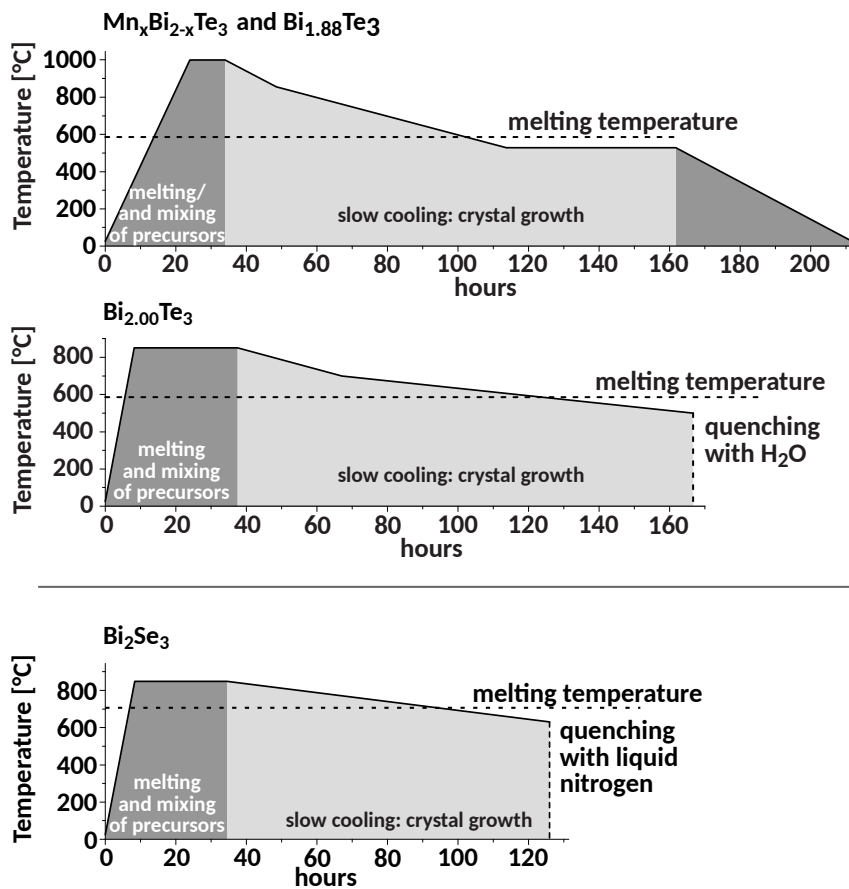 MnₓBi₂₋ₓTe₃ and Bi₁.₈₈Te3
Temperature [°C]
1000
800
600
400
200
0
melting temperature
melting/
and mixing
of precursors
slow cooling: crystal growth
0 20 40 60 80 100 120 140 160 180 200
hours
Bi₂.₀₀Te₃
Temperature [°C]
800
600
400
200
0
melting temperature
quenching
with H₂O
melting
and mixing
of precursors
slow cooling: crystal growth
0 20 40 60 80 100 120 140 160
hours
Bi₂Se₃
Temperature [°C]
800
600
400
200
0
melting temperature
quenching
with liquid
nitrogen
melting
and mixing
of precursors
slow cooling: crystal growth
0 20 40 60 80 100 120
hours